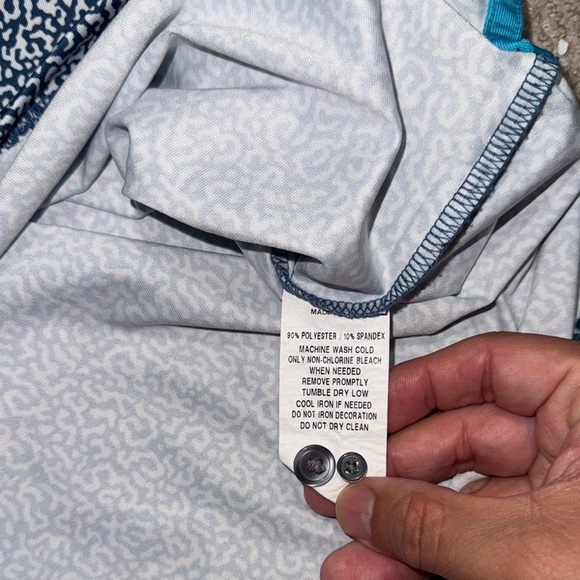 MADE
90% POLYESTER / 10% SPANDEX
MACHINE WASH COLD
ONLY NON-CHLORINE BLEACH
WHEN NEEDED
REMOVE PROMPTLY
TUMBLE DRY LOW
COOL IRON IF NEEDED
DO NOT IRON DECORATION
DO NOT DRY CLEAN